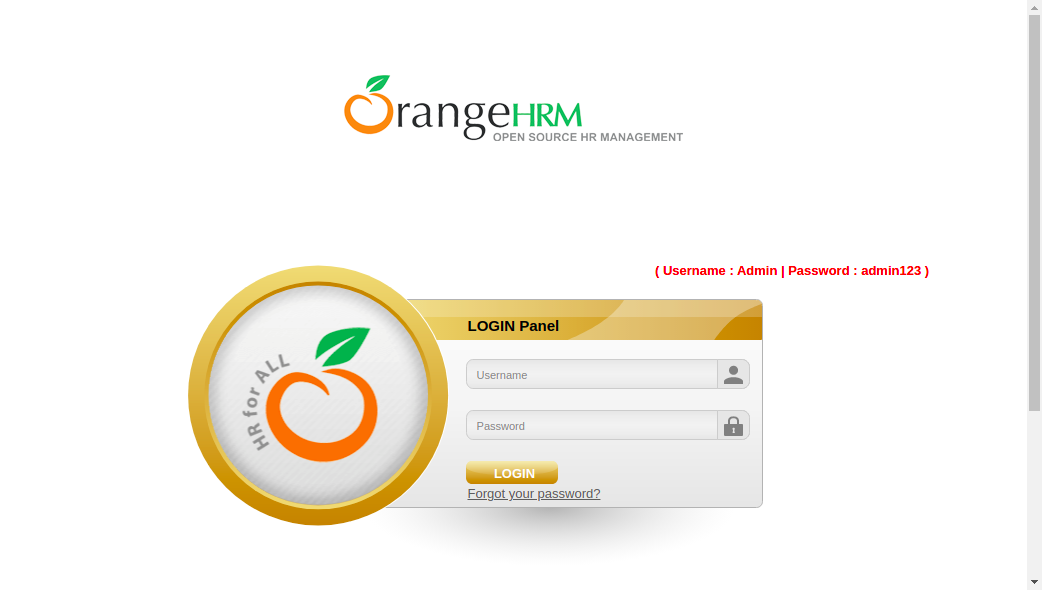 OrangeHRM
OPEN SOURCE HR MANAGEMENT
( Username : Admin | Password : admin123 )
HR for ALL
LOGIN Panel
Username
Password
LOGIN
Forgot your password?